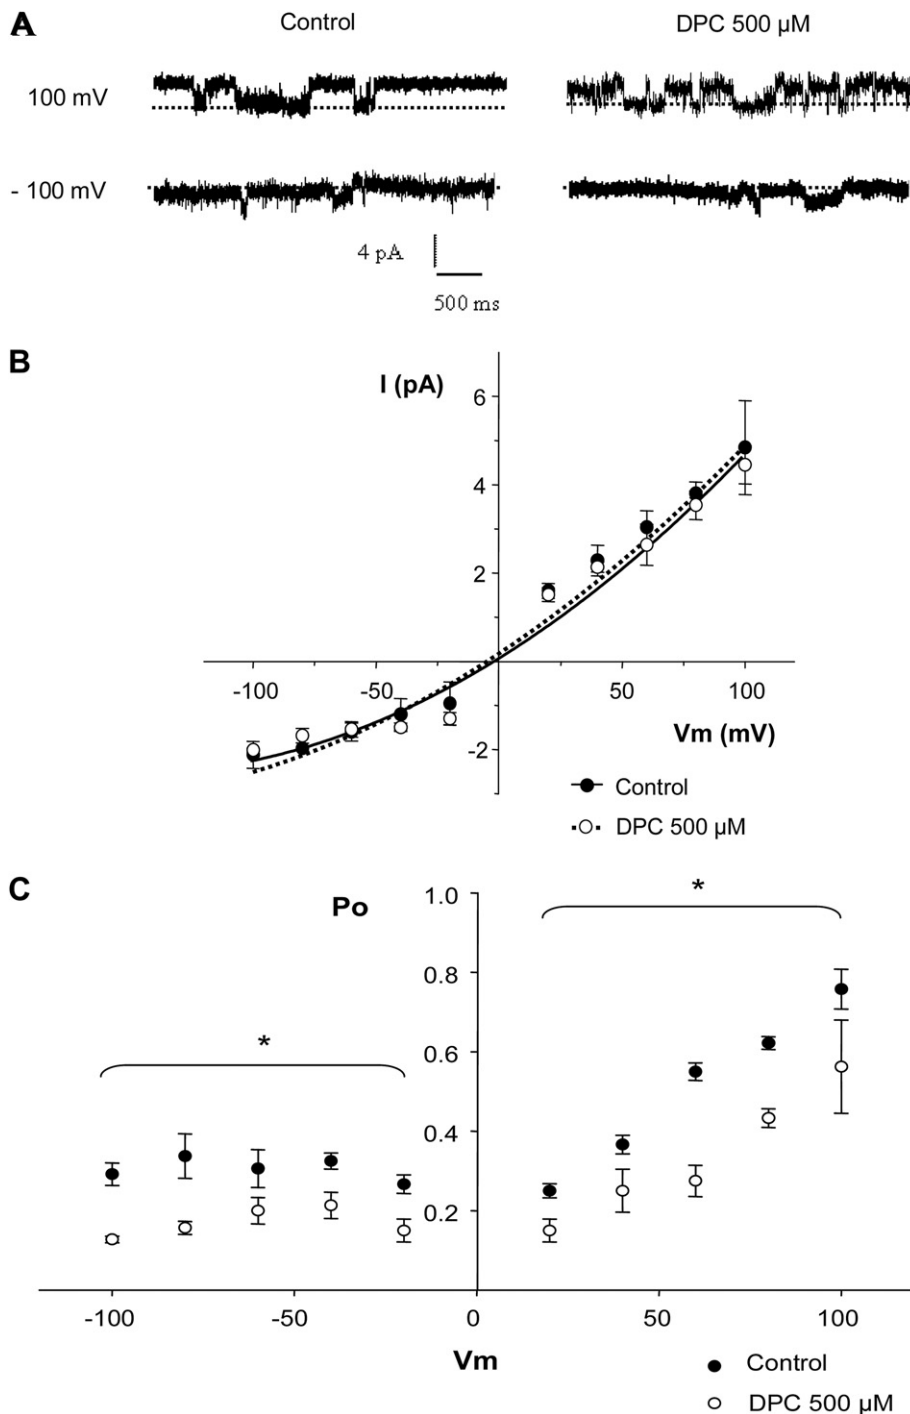 A
Control
DPC 500 µM
100 mV
- 100 mV
4 pA
500 ms
B
I (pA)
6
4
2
-100
-50
50
100
-2
Vm (mV)
Control
DPC 500 µM
C
Po
1.0
*
0.8
*
0.6
0.4
0.2
-100
-50
0
50
100
Vm
Control
DPC 500 µM